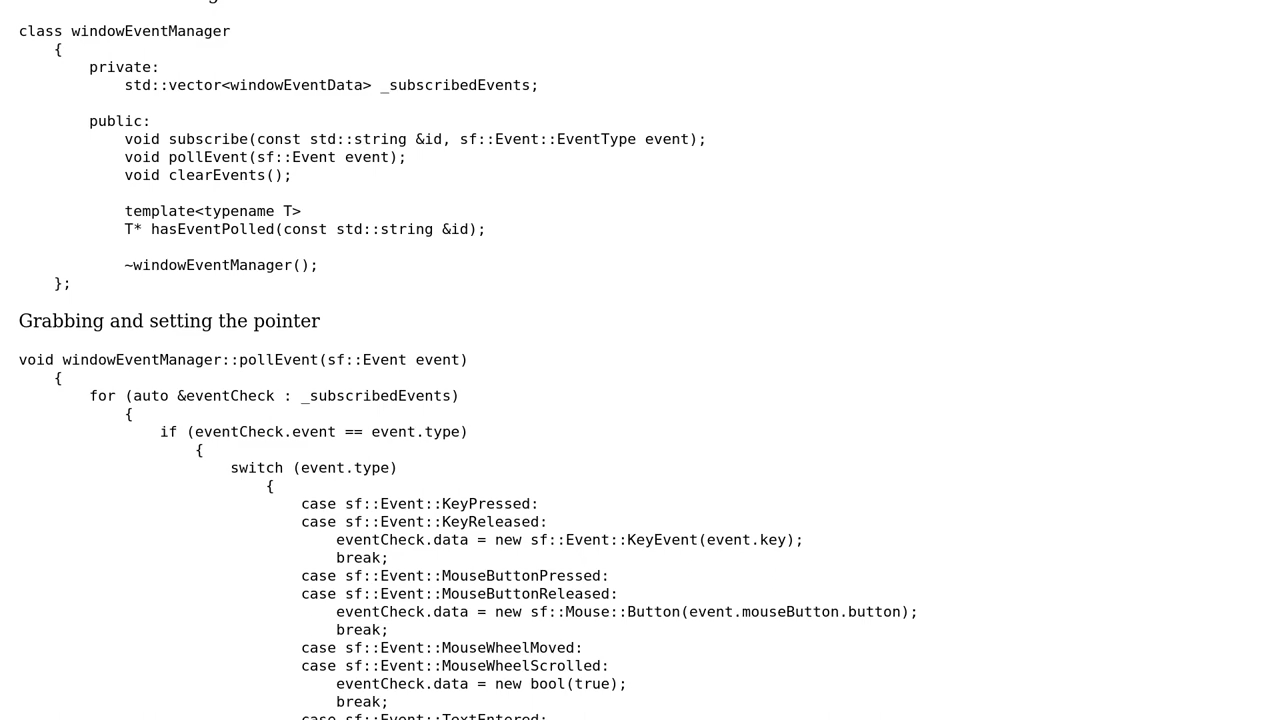 class windowEventManager
    {
        private:
            std::vector<windowEventData> _subscribedEvents;

        public:
            void subscribe(const std::string &id, sf::Event::EventType event);
            void pollEvent(sf::Event event);
            void clearEvents();

            template<typename T>
            T* hasEventPolled(const std::string &id);

            ~windowEventManager();
    };
Grabbing and setting the pointer
void windowEventManager::pollEvent(sf::Event event)
    {
        for (auto &eventCheck : _subscribedEvents)
            {
                if (eventCheck.event == event.type)
                    {
                        switch (event.type)
                            {
                                case sf::Event::KeyPressed:
                                case sf::Event::KeyReleased:
                                    eventCheck.data = new sf::Event::KeyEvent(event.key);
                                    break;
                                case sf::Event::MouseButtonPressed:
                                case sf::Event::MouseButtonReleased:
                                    eventCheck.data = new sf::Mouse::Button(event.mouseButton.button);
                                    break;
                                case sf::Event::MouseWheelMoved:
                                case sf::Event::MouseWheelScrolled:
                                    eventCheck.data = new bool(true);
                                    break;
                                case sf::Event::TextEntered: